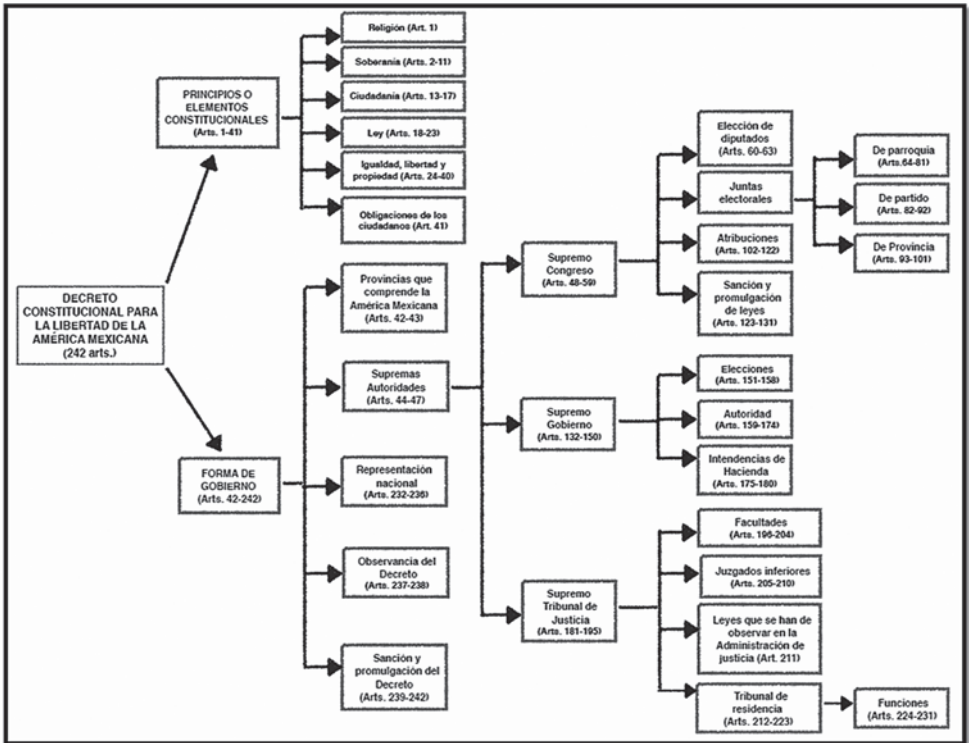 DECRETO
CONSTITUCIONAL PARA
LA LIBERTAD DE LA
AMÉRICA MEXICANA
(242 arts.)
PRINCIPIOS O
ELEMENTOS
CONSTITUCIONALES
(Arts. 1-41)
Religión (Art. 1)
Soberanía (Arts. 2-11)
Ciudadanía (Arts. 13-17)
Ley (Arts. 18-23)
Igualdad, libertad y
propiedad (Arts. 24-40)
Obligaciones de los
ciudadanos (Art. 41)
FORMA DE
GOBIERNO
(Arts. 42-242)
Provincias que
comprende la
América Mexicana
(Arts. 42-43)
Supremas
Autoridades
(Arts. 44-47)
Representación
nacional
(Arts. 232-236)
Observancia del
Decreto
(Arts. 237-238)
Sanción y
promulgación del
Decreto
(Arts. 239-242)
Supremo
Congreso
(Arts. 48-59)
Elección de
diputados
(Arts. 60-63)
Juntas
electorales
De parroquia
(Arts.64-81)
De partido
(Arts. 82-92)
De Provincia
(Arts. 93-101)
Atribuciones
(Arts. 102-122)
Sanción y
promulgación
de leyes
(Arts. 123-131)
Supremo
Gobierno
(Arts. 132-150)
Elecciones
(Arts. 151-158)
Autoridad
(Arts. 159-174)
Intendencias de
Hacienda
(Arts. 175-180)
Supremo
Tribunal de
Justicia
(Arts. 181-195)
Facultades
(Arts. 196-204)
Juzgados inferiores
(Arts. 205-210)
Leyes que se han de
observar en la
Administración de
justicia (Art. 211)
Tribunal de
residencia
(Arts. 212-223)
Funciones
(Arts. 224-231)